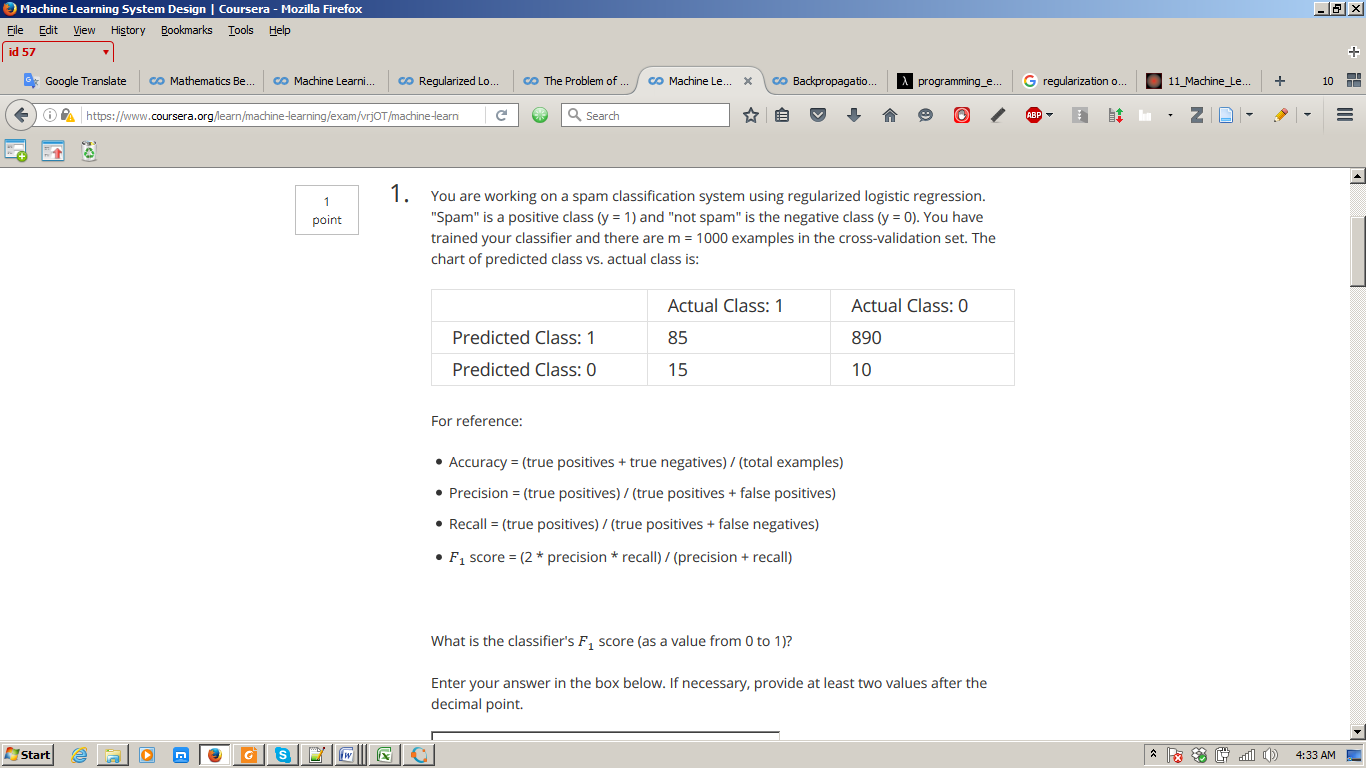 Machine Learning System Design | Coursera - Mozilla Firefox
File Edit View History Bookmarks Tools Help
id 57
Google Translate Mathematics Be... Machine Learni... Regularized Lo... The Problem of ... Machine Le... Backpropagatio... programming_e... regularization o... 11_Machine_Le... 10
https://www.coursera.org/learn/machine-learning/exam/vrjOT/machine-learn Search ABP
1
point
1. You are working on a spam classification system using regularized logistic regression.
"Spam" is a positive class (y = 1) and "not spam" is the negative class (y = 0). You have
trained your classifier and there are m = 1000 examples in the cross-validation set. The
chart of predicted class vs. actual class is:
Actual Class: 1 Actual Class: 0
Predicted Class: 1 85 890
Predicted Class: 0 15 10
For reference:
• Accuracy = (true positives + true negatives) / (total examples)
• Precision = (true positives) / (true positives + false positives)
• Recall = (true positives) / (true positives + false negatives)
• F₁ score = (2 * precision * recall) / (precision + recall)
What is the classifier's F₁ score (as a value from 0 to 1)?
Enter your answer in the box below. If necessary, provide at least two values after the
decimal point.
Start 4:33 AM